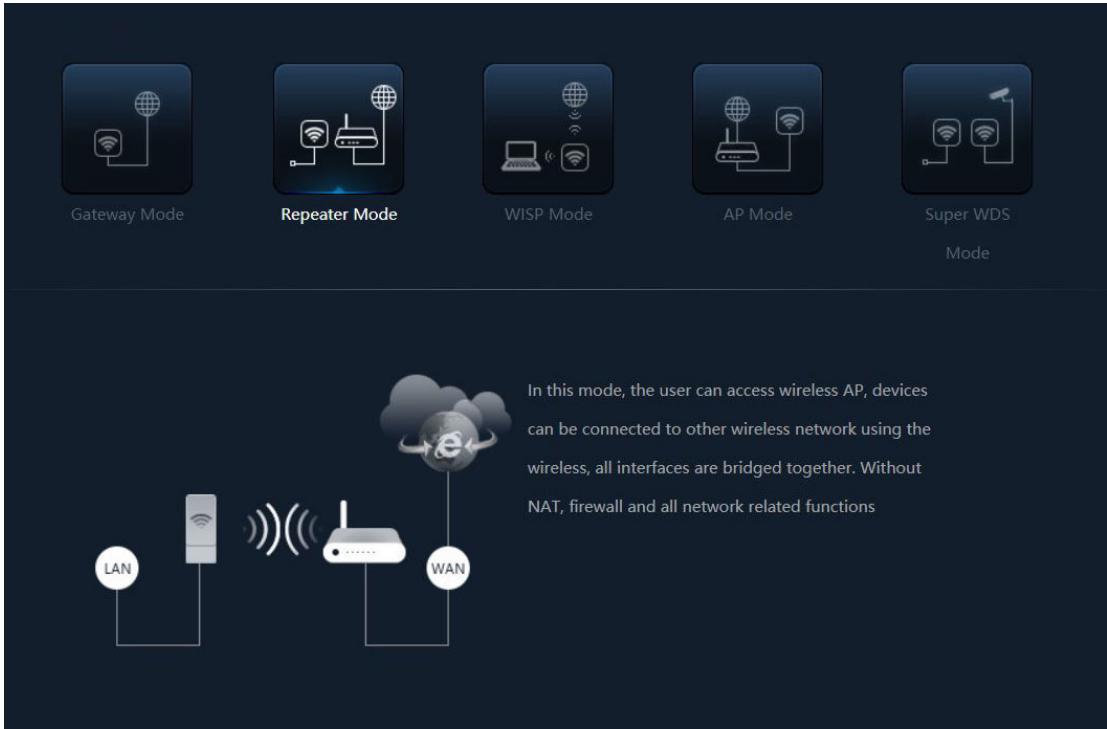 Gateway Mode
Repeater Mode
WISP Mode
AP Mode
Super WDS
Mode
In this mode, the user can access wireless AP, devices
can be connected to other wireless network using the
wireless, all interfaces are bridged together. Without
NAT, firewall and all network related functions
LAN
WAN